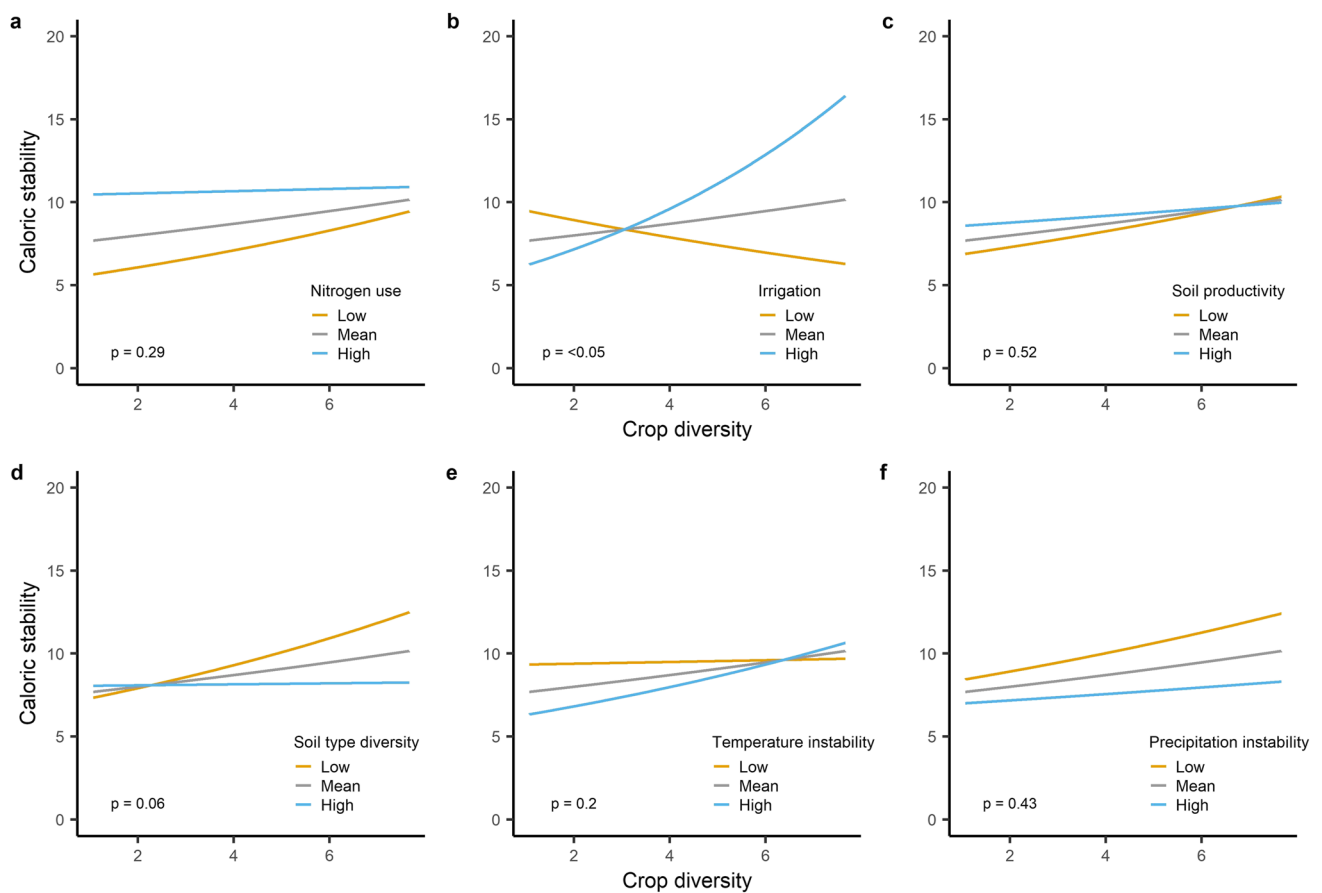 a
20
15
10
5
0
Caloric stability
Nitrogen use
Low
Mean
High
p = 0.29
2 4 6
b
20
15
10
5
0
Irrigation
Low
Mean
High
p = <0.05
2 4 6
Crop diversity
c
20
15
10
5
0
Soil productivity
Low
Mean
High
p = 0.52
2 4 6
d
20
15
10
5
0
Caloric stability
Soil type diversity
Low
Mean
High
p = 0.06
2 4 6
e
20
15
10
5
0
Temperature instability
Low
Mean
High
p = 0.2
2 4 6
Crop diversity
f
20
15
10
5
0
Precipitation instability
Low
Mean
High
p = 0.43
2 4 6